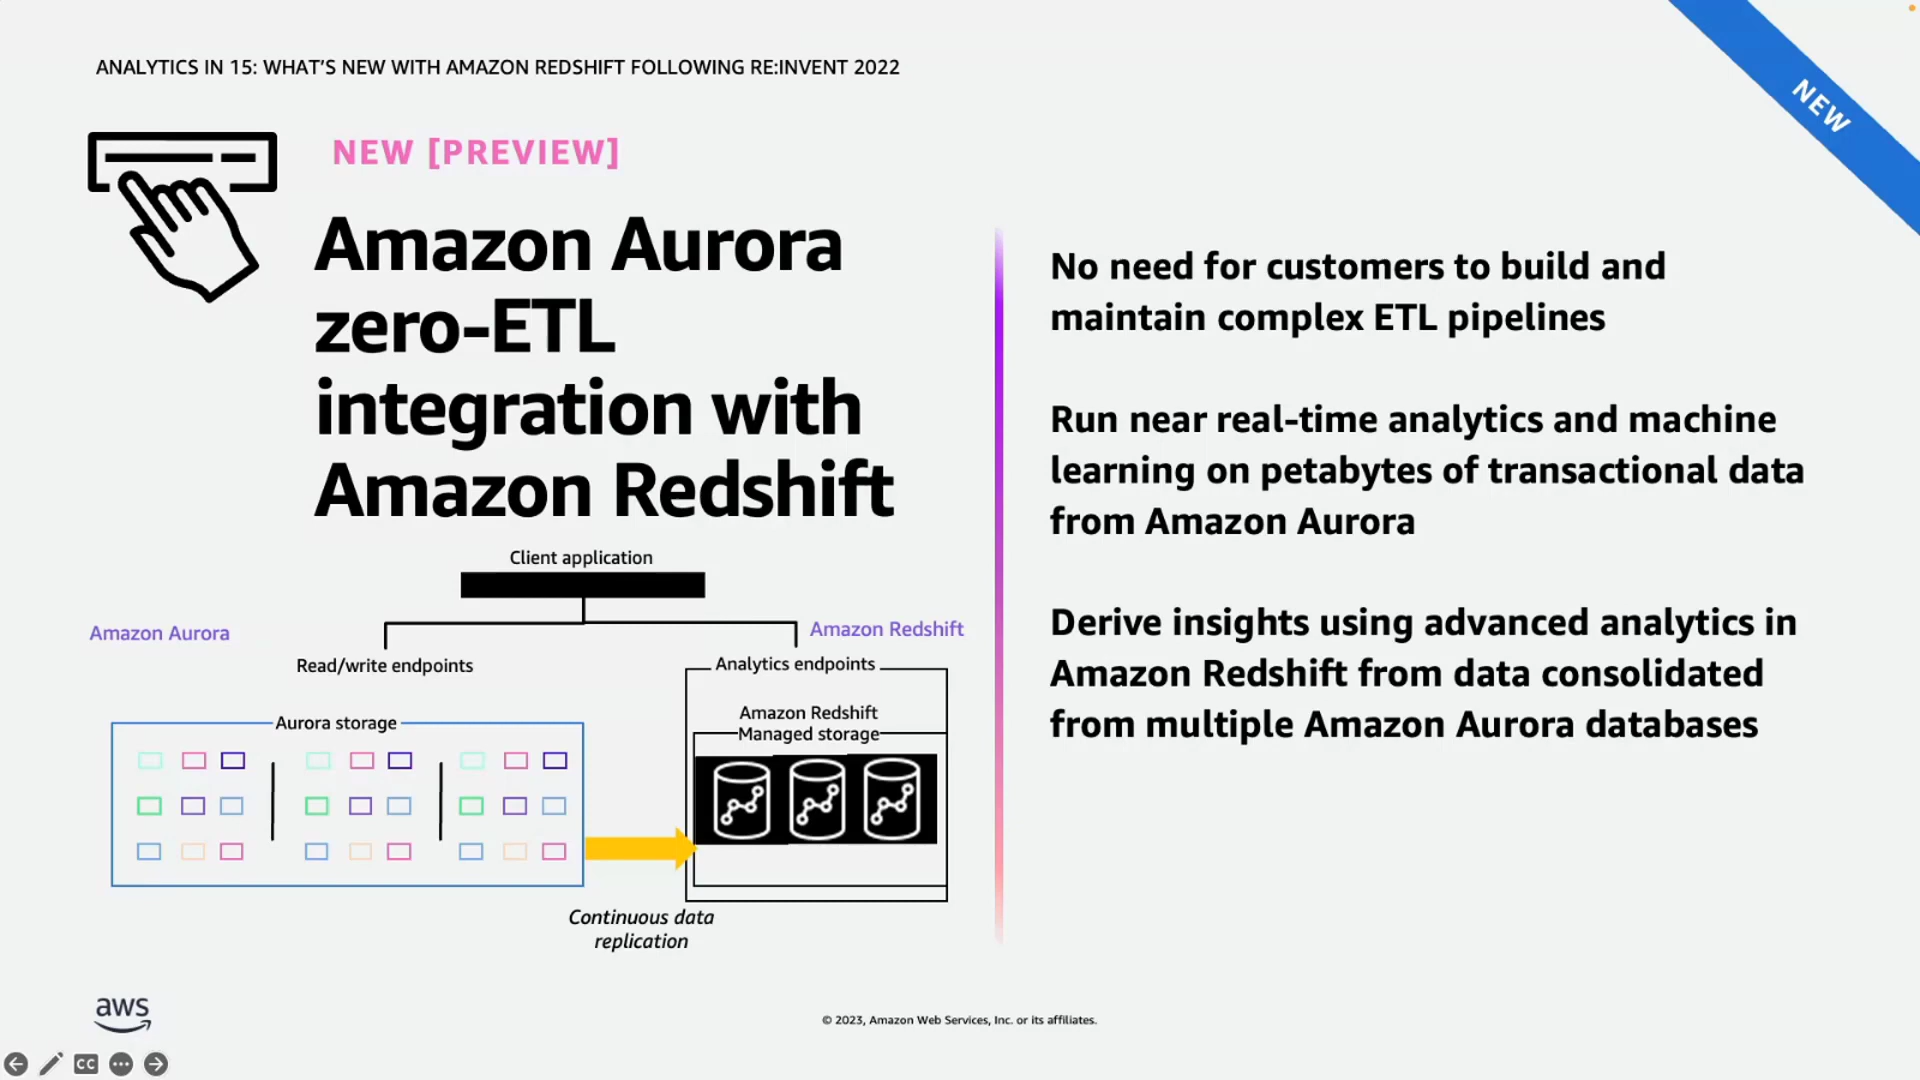 ANALYTICS IN 15: WHAT'S NEW WITH AMAZON REDSHIFT FOLLOWING RE:INVENT 2022
NEW
NEW [PREVIEW]
Amazon Aurora
zero-ETL
integration with
Amazon Redshift
Client application
Amazon Aurora
Amazon Redshift
Read/write endpoints
Analytics endpoints
Aurora storage
Amazon Redshift
Managed storage
Continuous data
replication
No need for customers to build and
maintain complex ETL pipelines
Run near real-time analytics and machine
learning on petabytes of transactional data
from Amazon Aurora
Derive insights using advanced analytics in
Amazon Redshift from data consolidated
from multiple Amazon Aurora databases
aws
© 2023, Amazon Web Services, Inc. or its affiliates.
CC